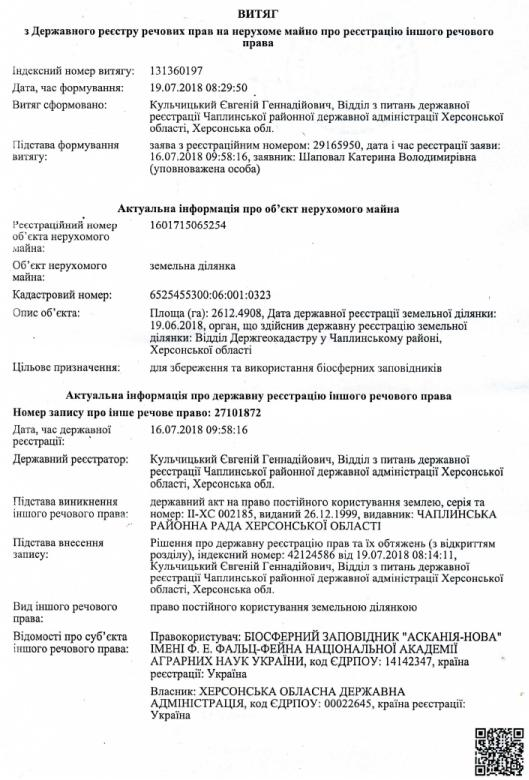 ВИТЯГ
з Державного реєстру речових прав на нерухоме майно про реєстрацію іншого речового
права
Індексний номер витягу: 131360197
Дата, час формування: 19.07.2018 08:29:50
Витяг сформовано: Кульчицький Євгеній Геннадійович, Відділ з питань державної
реєстрації Чаплинської районної державної адміністрації Херсонської
області, Херсонська обл.
Підстава формування заява з реєстраційним номером: 29165950, дата і час реєстрації заяви:
витягу: 16.07.2018 09:58:16, заявник: Шаповал Катерина Володимирівна
(уповноважена особа)
Актуальна інформація про об’єкт нерухомого майна
Реєстраційний номер 1601715065254
об’єкта нерухомого
майна:
Об’єкт нерухомого земельна ділянка
майна:
Кадастровий номер: 6525455300:06:001:0323
Опис об’єкта: Площа (га): 2612.4908, Дата державної реєстрації земельної ділянки:
19.06.2018, орган, що здійснив державну реєстрацію земельної
ділянки: Відділ Держгеокадастру у Чаплинському районі,
Херсонської області
Цільове призначення: для збереження та використання біосферних заповідників
Актуальна інформація про державну реєстрацію іншого речового права
Номер запису про інше речове право: 27101872
Дата, час державної 16.07.2018 09:58:16
реєстрації:
Державний реєстратор: Кульчицький Євгеній Геннадійович, Відділ з питань державної
реєстрації Чаплинської районної державної адміністрації Херсонської
обл.
Підстава виникнення державний акт на право постійного користування землею, серія та
іншого речового права: номер: ІІ-ХС 002185, виданий 26.12.1999, видавник: ЧАПЛИНСЬКА
РАЙОННА РАДА ХЕРСОНСЬКОЇ ОБЛАСТІ
Підстава внесення Рішення про державну реєстрацію прав та їх обтяжень (з відкриттям
запису: розділу), індексний номер: 42124586 від 19.07.2018 08:14:11,
Кульчицький Євгеній Геннадійович, Відділ з питань державної
реєстрації Чаплинської районної державної адміністрації Херсонської
області, Херсонська обл.
Вид іншого речового право постійного користування земельною ділянкою
права:
Відомості про суб’єкта Правокористувач: БІОСФЕРНИЙ ЗАПОВІДНИК "АСКАНІЯ-НОВА"
іншого речового права: ІМЕНІ Ф. Е. ФАЛЬЦ-ФЕЙНА НАЦІОНАЛЬНОЇ АКАДЕМІЇ
АГРАРНИХ НАУК УКРАЇНИ, код ЄДРПОУ: 14142347, країна
реєстрації: Україна
Власник: ХЕРСОНСЬКА ОБЛАСНА ДЕРЖАВНА
АДМІНІСТРАЦІЯ, код ЄДРПОУ: 00022645, країна реєстрації:
Україна